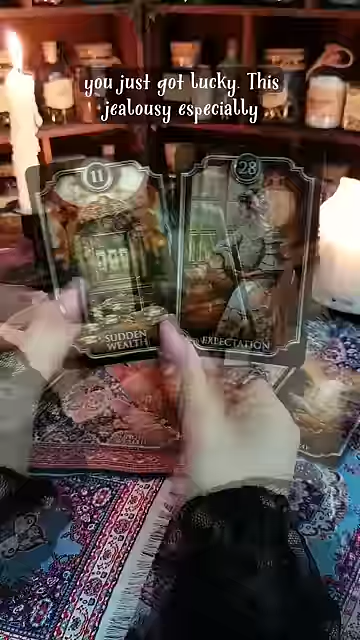 you just got lucky. This
jealousy especially
11
28
SUDDEN
WEALTH
EXPECTATION